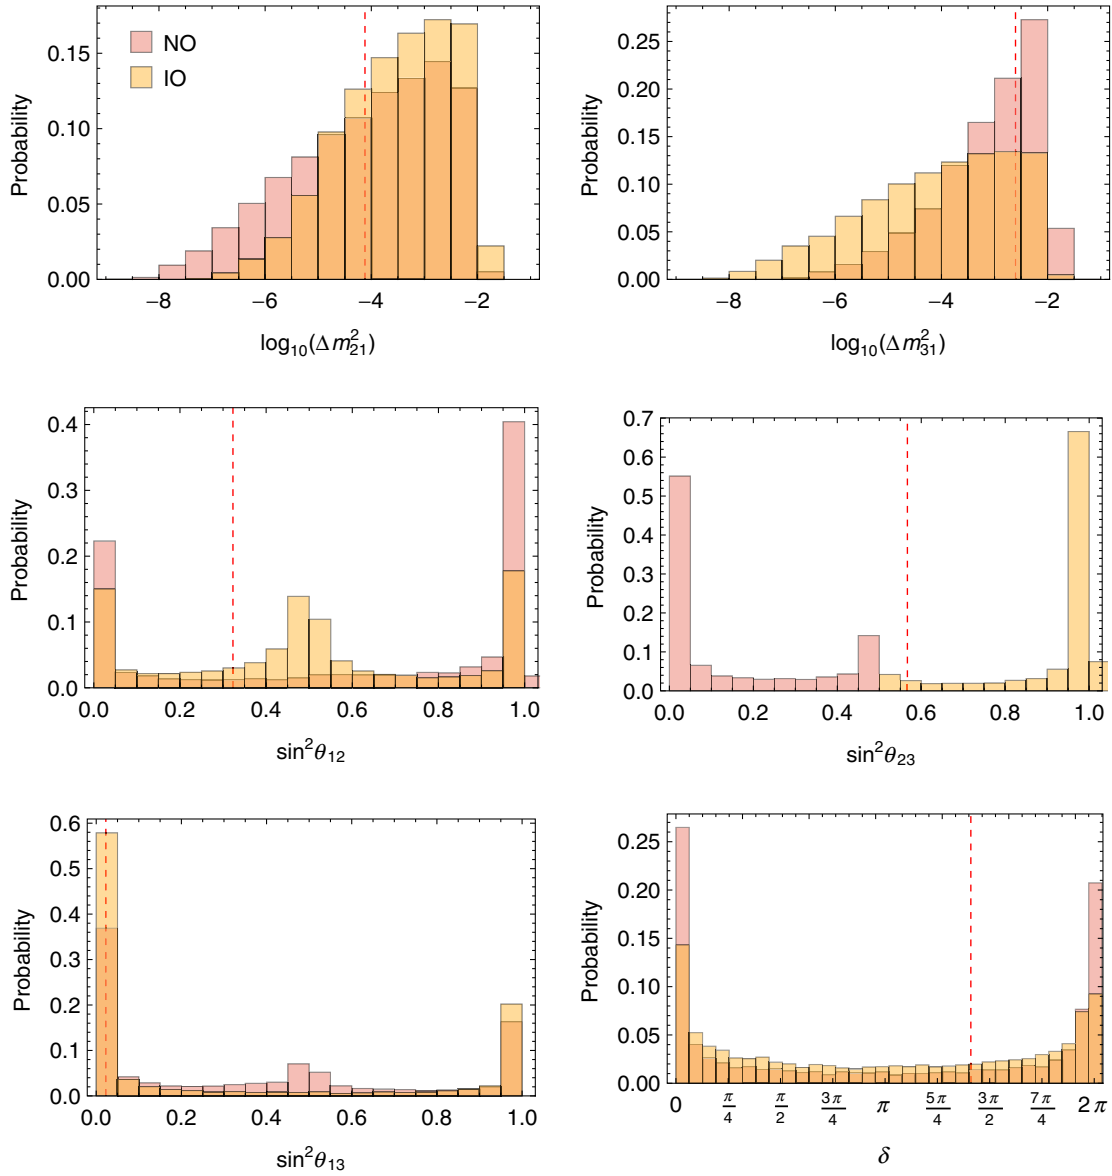 NO
IO
Probability
0.15
0.10
0.05
0.00
−8 −6 −4 −2
log₁₀(Δm²₂₁)
Probability
0.25
0.20
0.15
0.10
0.05
0.00
−8 −6 −4 −2
log₁₀(Δm²₃₁)
Probability
0.4
0.3
0.2
0.1
0.0
0.0 0.2 0.4 0.6 0.8 1.0
sin²θ₁₂
Probability
0.7
0.6
0.5
0.4
0.3
0.2
0.1
0.0
0.0 0.2 0.4 0.6 0.8 1.0
sin²θ₂₃
Probability
0.6
0.5
0.4
0.3
0.2
0.1
0.0
0.0 0.2 0.4 0.6 0.8 1.0
sin²θ₁₃
Probability
0.25
0.20
0.15
0.10
0.05
0.00
0 π/4 π/2 3π/4 π 5π/4 3π/2 7π/4 2π
δ